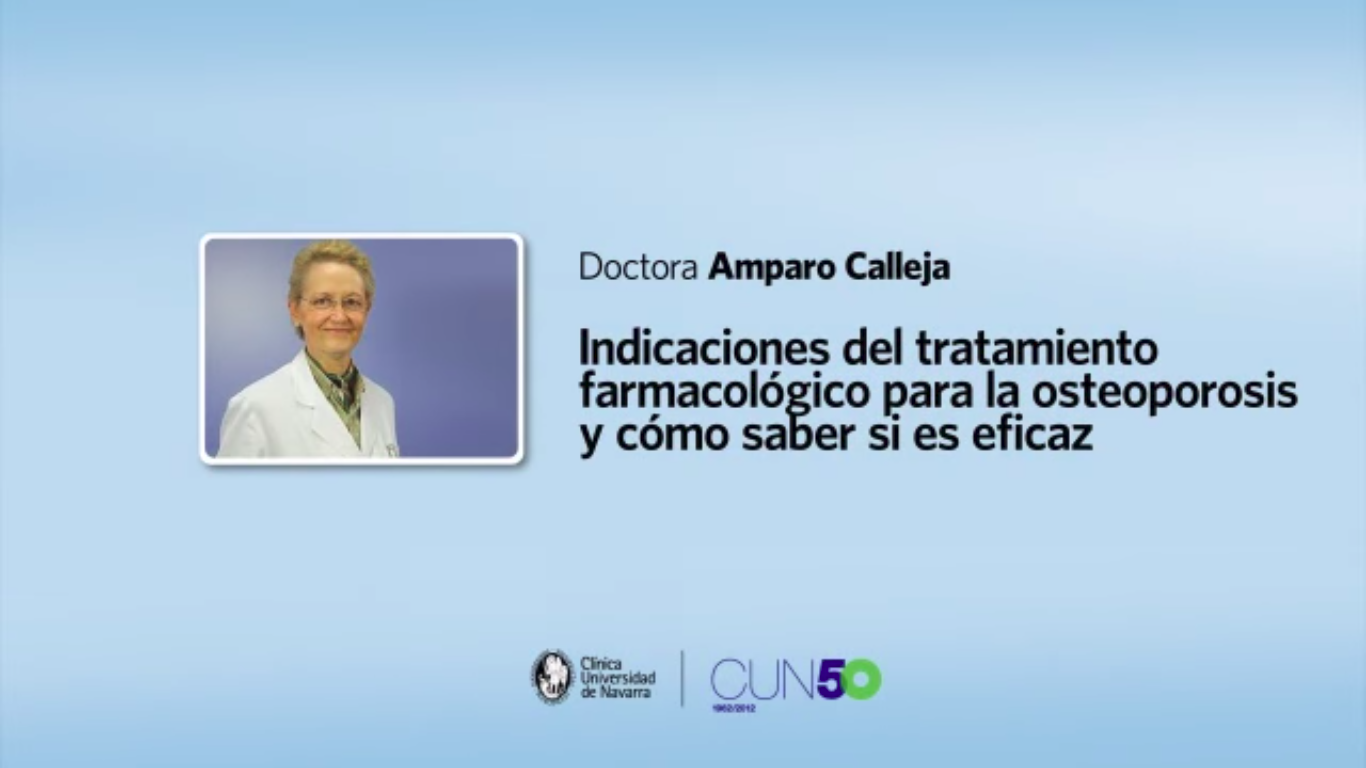 Doctora Amparo Calleja
Indicaciones del tratamiento
farmacológico para la osteoporosis
y cómo saber si es eficaz
Clínica
Universidad
de Navarra
CUN50
1962/2012